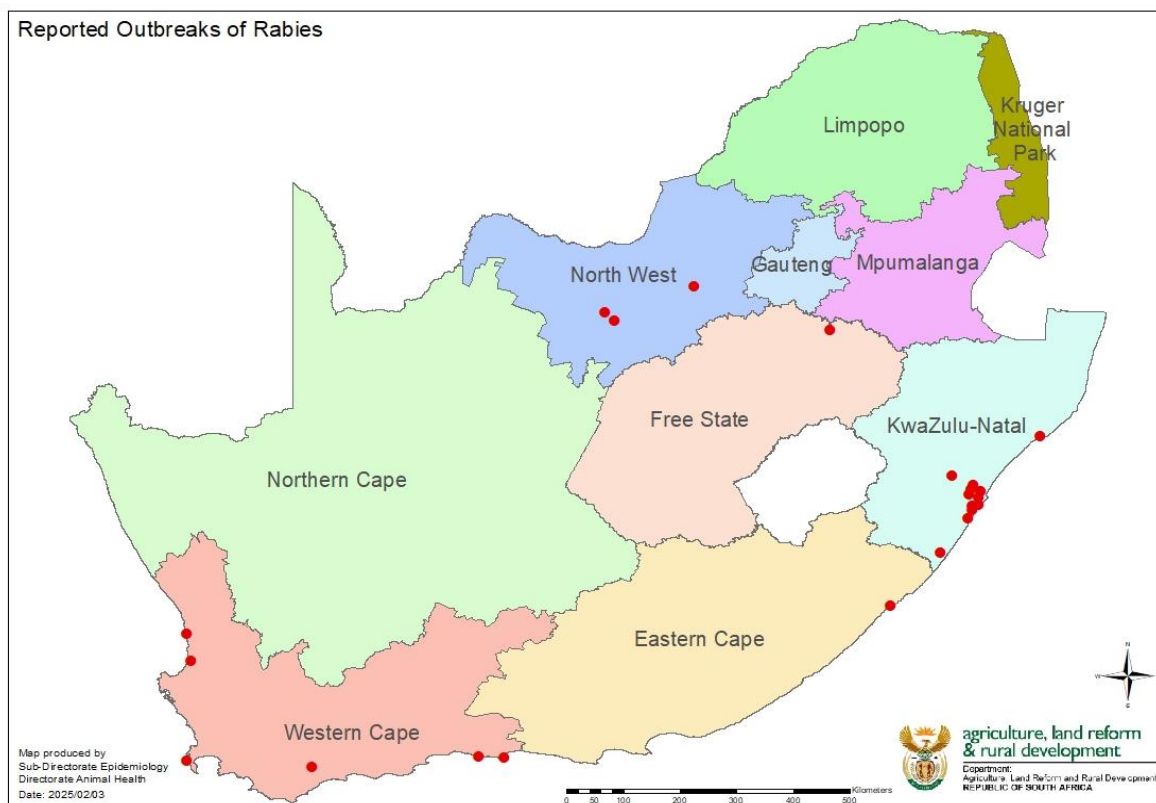 Reported Outbreaks of Rabies
Limpopo
Kruger
National
Park
North West
Gauteng
Mpumalanga
Free State
KwaZulu-Natal
Northern Cape
Eastern Cape
Western Cape
N
W
E
S
Map produced by
Sub-Directorate Epidemiology
Directorate Animal Health
Date: 2025/02/03
Kilometers
0 50 100 200 300 400 500
agriculture, land reform
& rural development
Department:
Agriculture, Land Reform and Rural Development
REPUBLIC OF SOUTH AFRICA